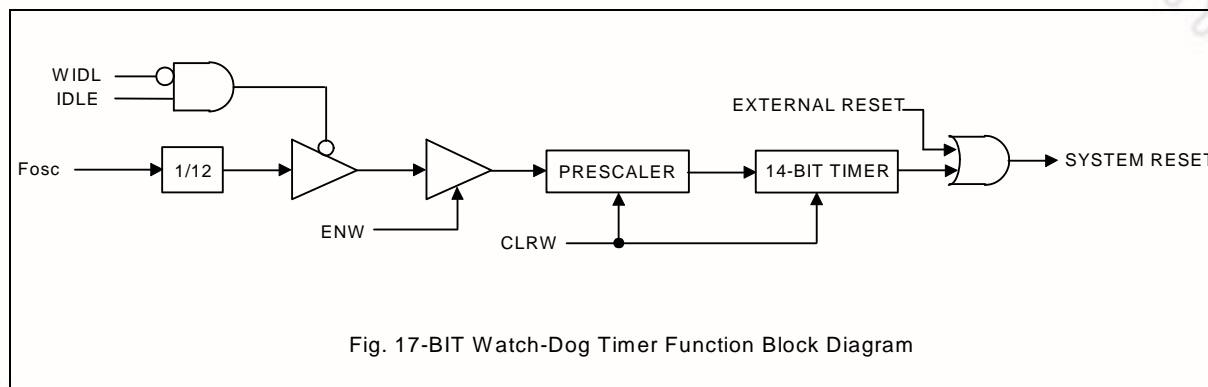 WIDL
IDLE
EXTERNAL RESET
Fosc
1/12
PRESCALER
14-BIT TIMER
SYSTEM RESET
ENW
CLRW
Fig. 17-BIT Watch-Dog Timer Function Block Diagram